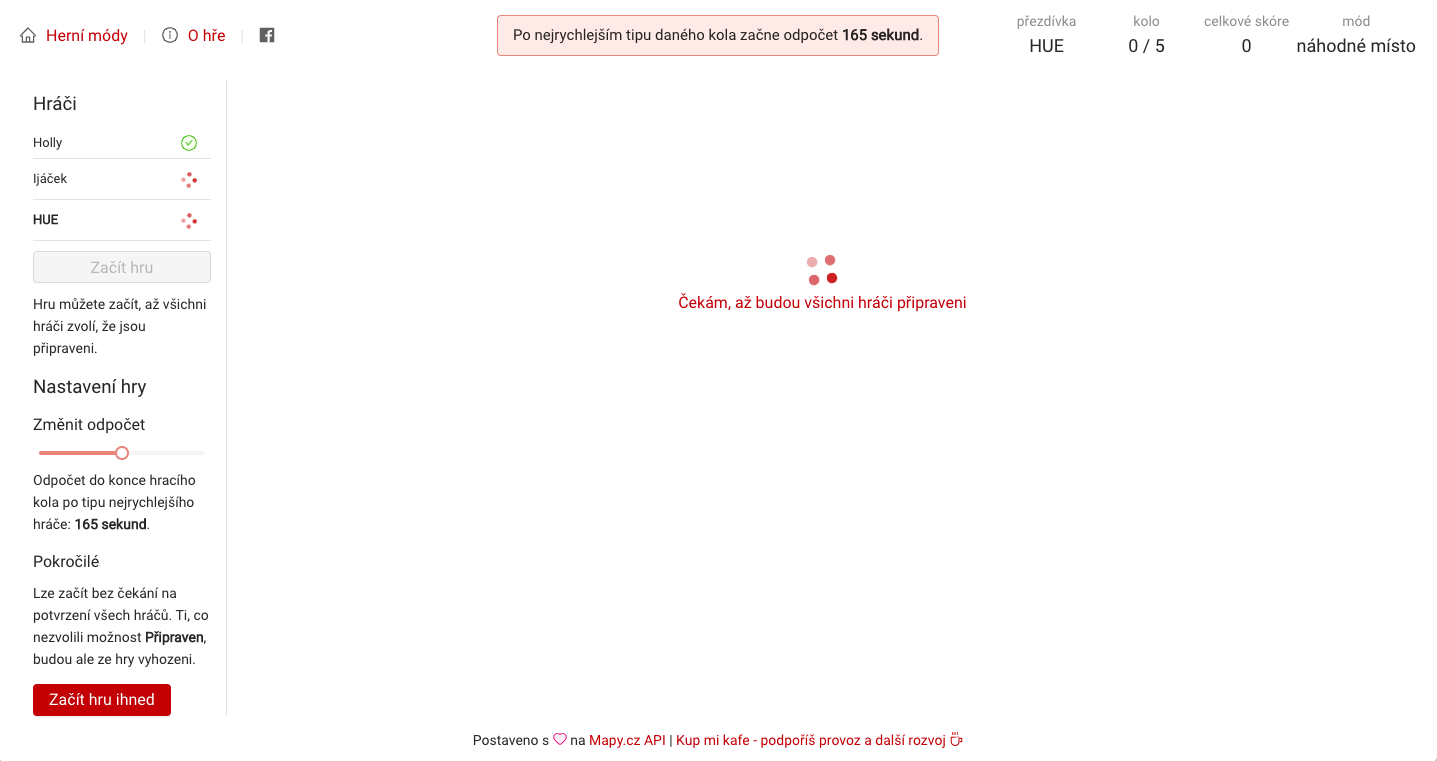 Herní módy | O hře |
Po nejrychlejším tipu daného kola začne odpočet 165 sekund.
přezdívka kolo celkové skóre mód
HUE 0 / 5 0 náhodné místo
Hráči
Holly
Ijáček
HUE
Začít hru
Hru můžete začít, až všichni
hráči zvolí, že jsou
připraveni.
Nastavení hry
Změnit odpočet
Odpočet do konce hracího
kola po tipu nejrychlejšího
hráče: 165 sekund.
Pokročilé
Lze začít bez čekání na
potvrzení všech hráčů. Ti, co
nezvolili možnost Připraven,
budou ale ze hry vyhozeni.
Začít hru ihned
Čekám, až budou všichni hráči připraveni
Postaveno s na Mapy.cz API | Kup mi kafe - podpoříš provoz a další rozvoj